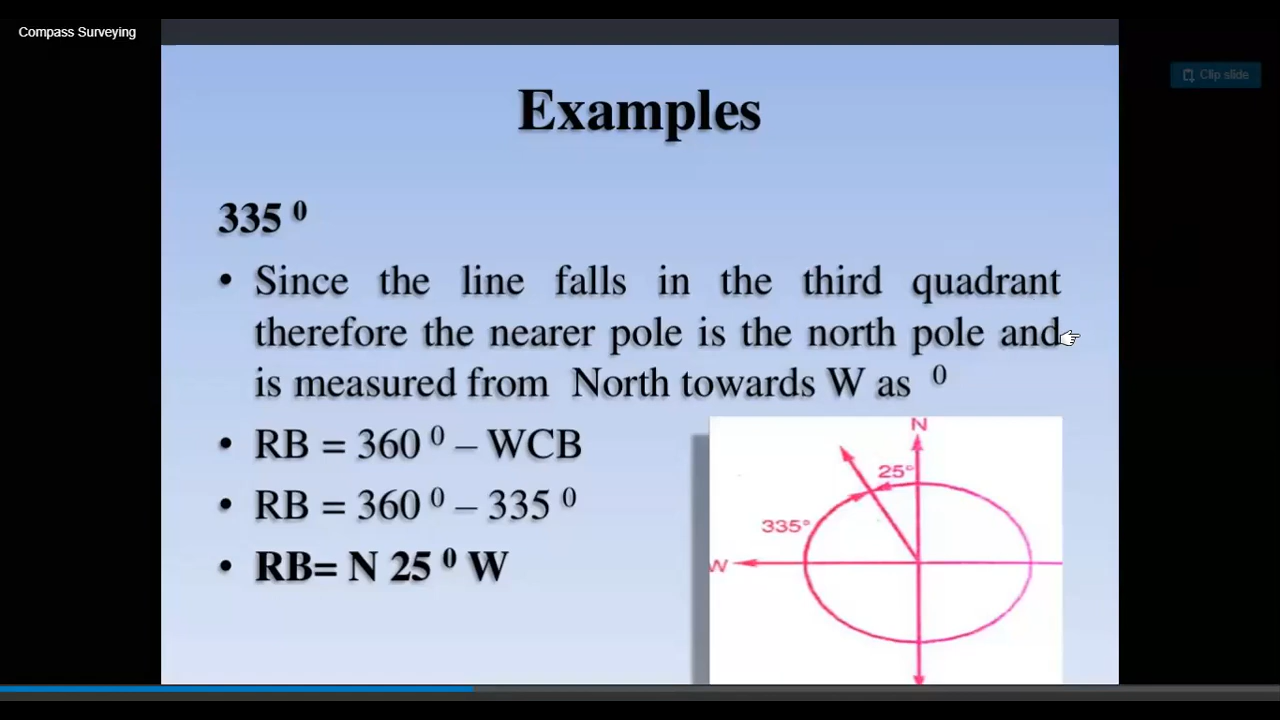 Compass Surveying
Clip slide
Examples
335 ⁰
• Since the line falls in the third quadrant
therefore the nearer pole is the north pole and
is measured from North towards W as ⁰
• RB = 360 ⁰ – WCB
• RB = 360 ⁰ – 335 ⁰
• RB= N 25 ⁰ W
N
25°
335°
W